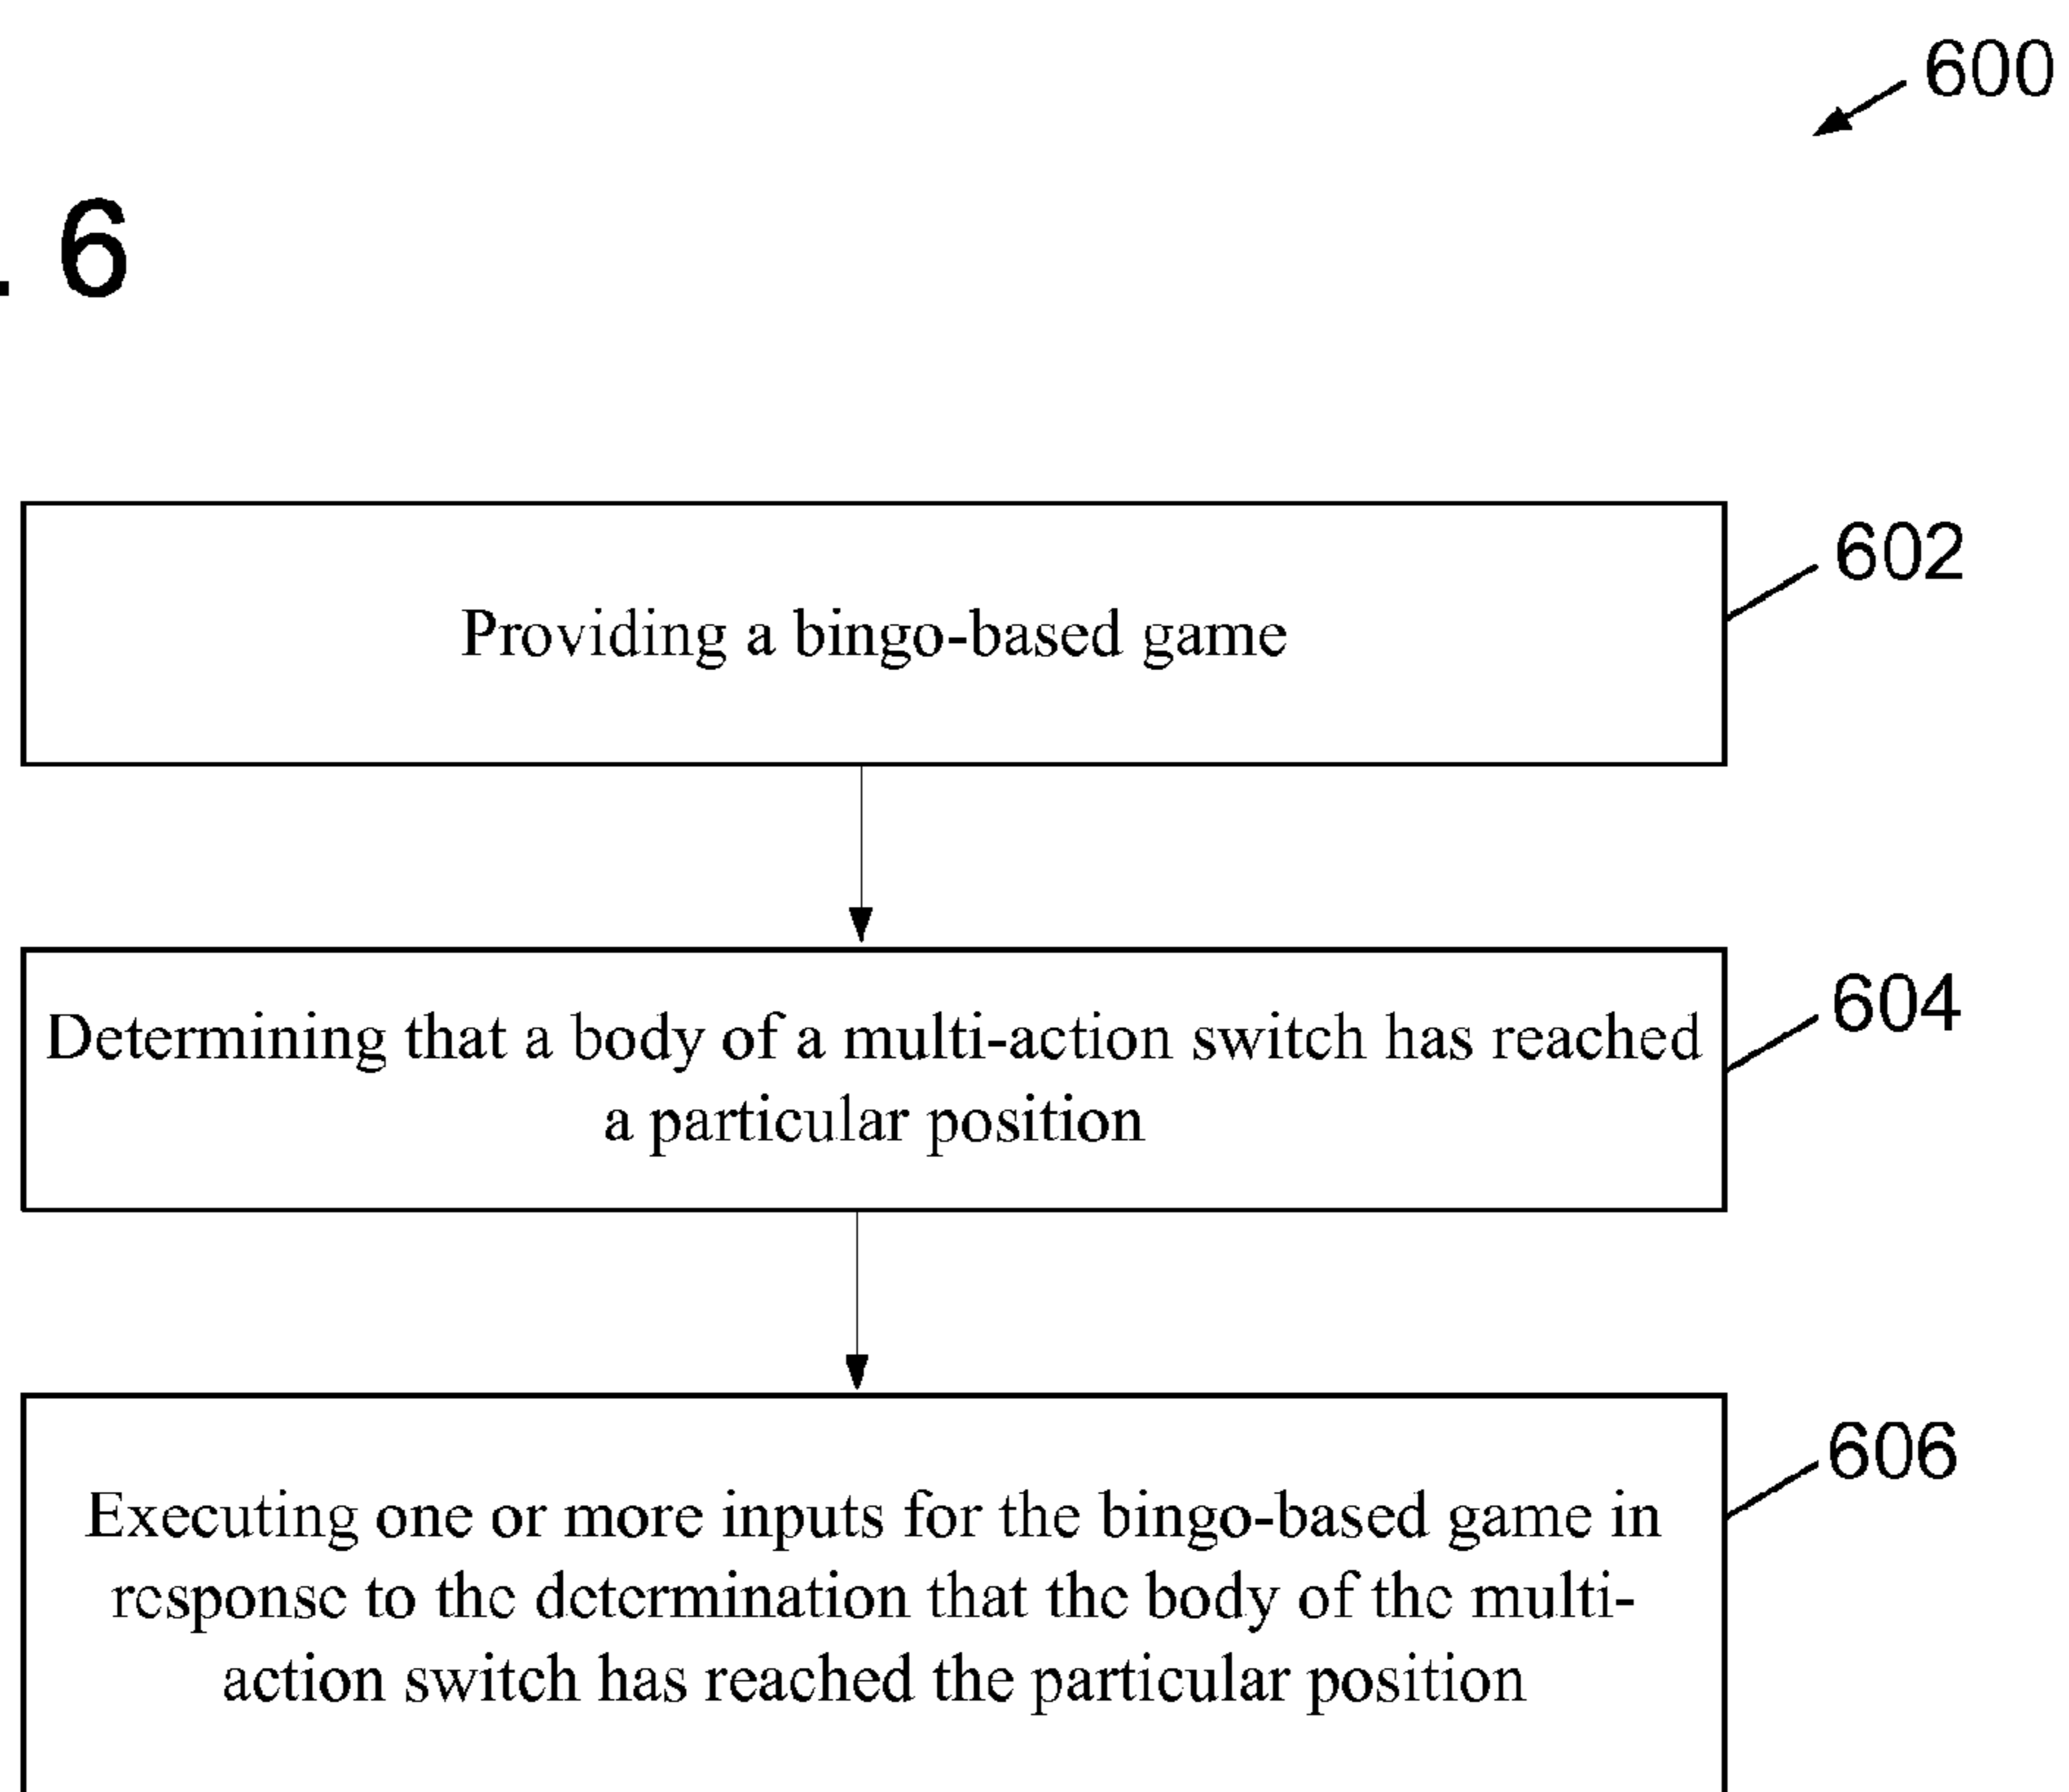 600
. 6
602
Providing a bingo-based game
604
Determining that a body of a multi-action switch has reached
a particular position
606
Executing one or more inputs for the bingo-based game in
response to the determination that the body of the multi-
action switch has reached the particular position